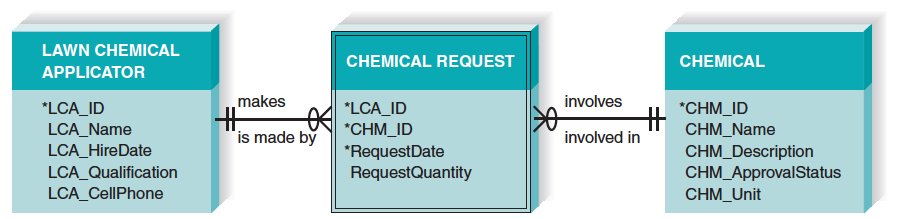 LAWN CHEMICAL
APPLICATOR
*LCA_ID
LCA_Name
LCA_HireDate
LCA_Qualification
LCA_CellPhone
makes
is made by
CHEMICAL REQUEST
*LCA_ID
*CHM_ID
*RequestDate
RequestQuantity
involves
involved in
CHEMICAL
*CHM_ID
CHM_Name
CHM_Description
CHM_ApprovalStatus
CHM_Unit